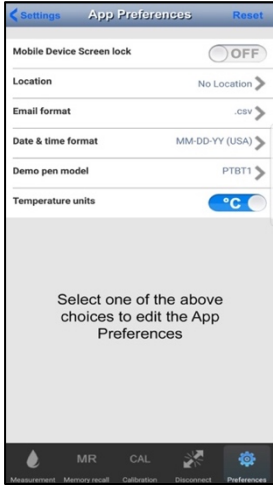 Settings App Preferences Reset
Mobile Device Screen lock OFF
Location No Location
Email format .csv
Date & time format MM-DD-YY (USA)
Demo pen model PTBT1
Temperature units °C
Select one of the above
choices to edit the App
Preferences
MR CAL
Measurement Memory recall Calibration Disconnect Preferences